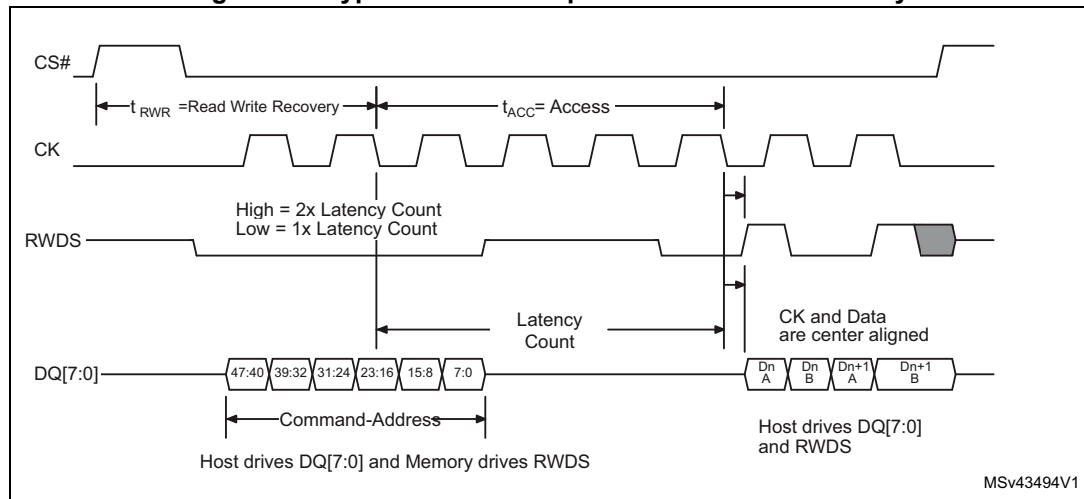 CS#
t RWR =Read Write Recovery
tACC= Access
CK
High = 2x Latency Count
Low = 1x Latency Count
RWDS
Latency
Count
CK and Data
are center aligned
DQ[7:0]
47:40 39:32 31:24 23:16 15:8 7:0
Dn A
Dn B
Dn+1 A
Dn+1 B
Command-Address
Host drives DQ[7:0]
and RWDS
Host drives DQ[7:0] and Memory drives RWDS
MSv43494V1